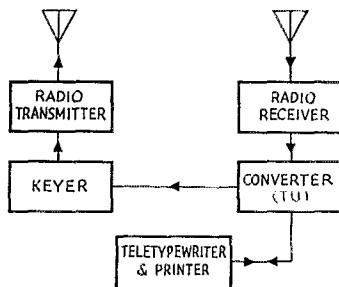 RADIO
TRANSMITTER
RADIO
RECEIVER
KEYER
CONVERTER
(TU)
TELETYPEWRITER
& PRINTER